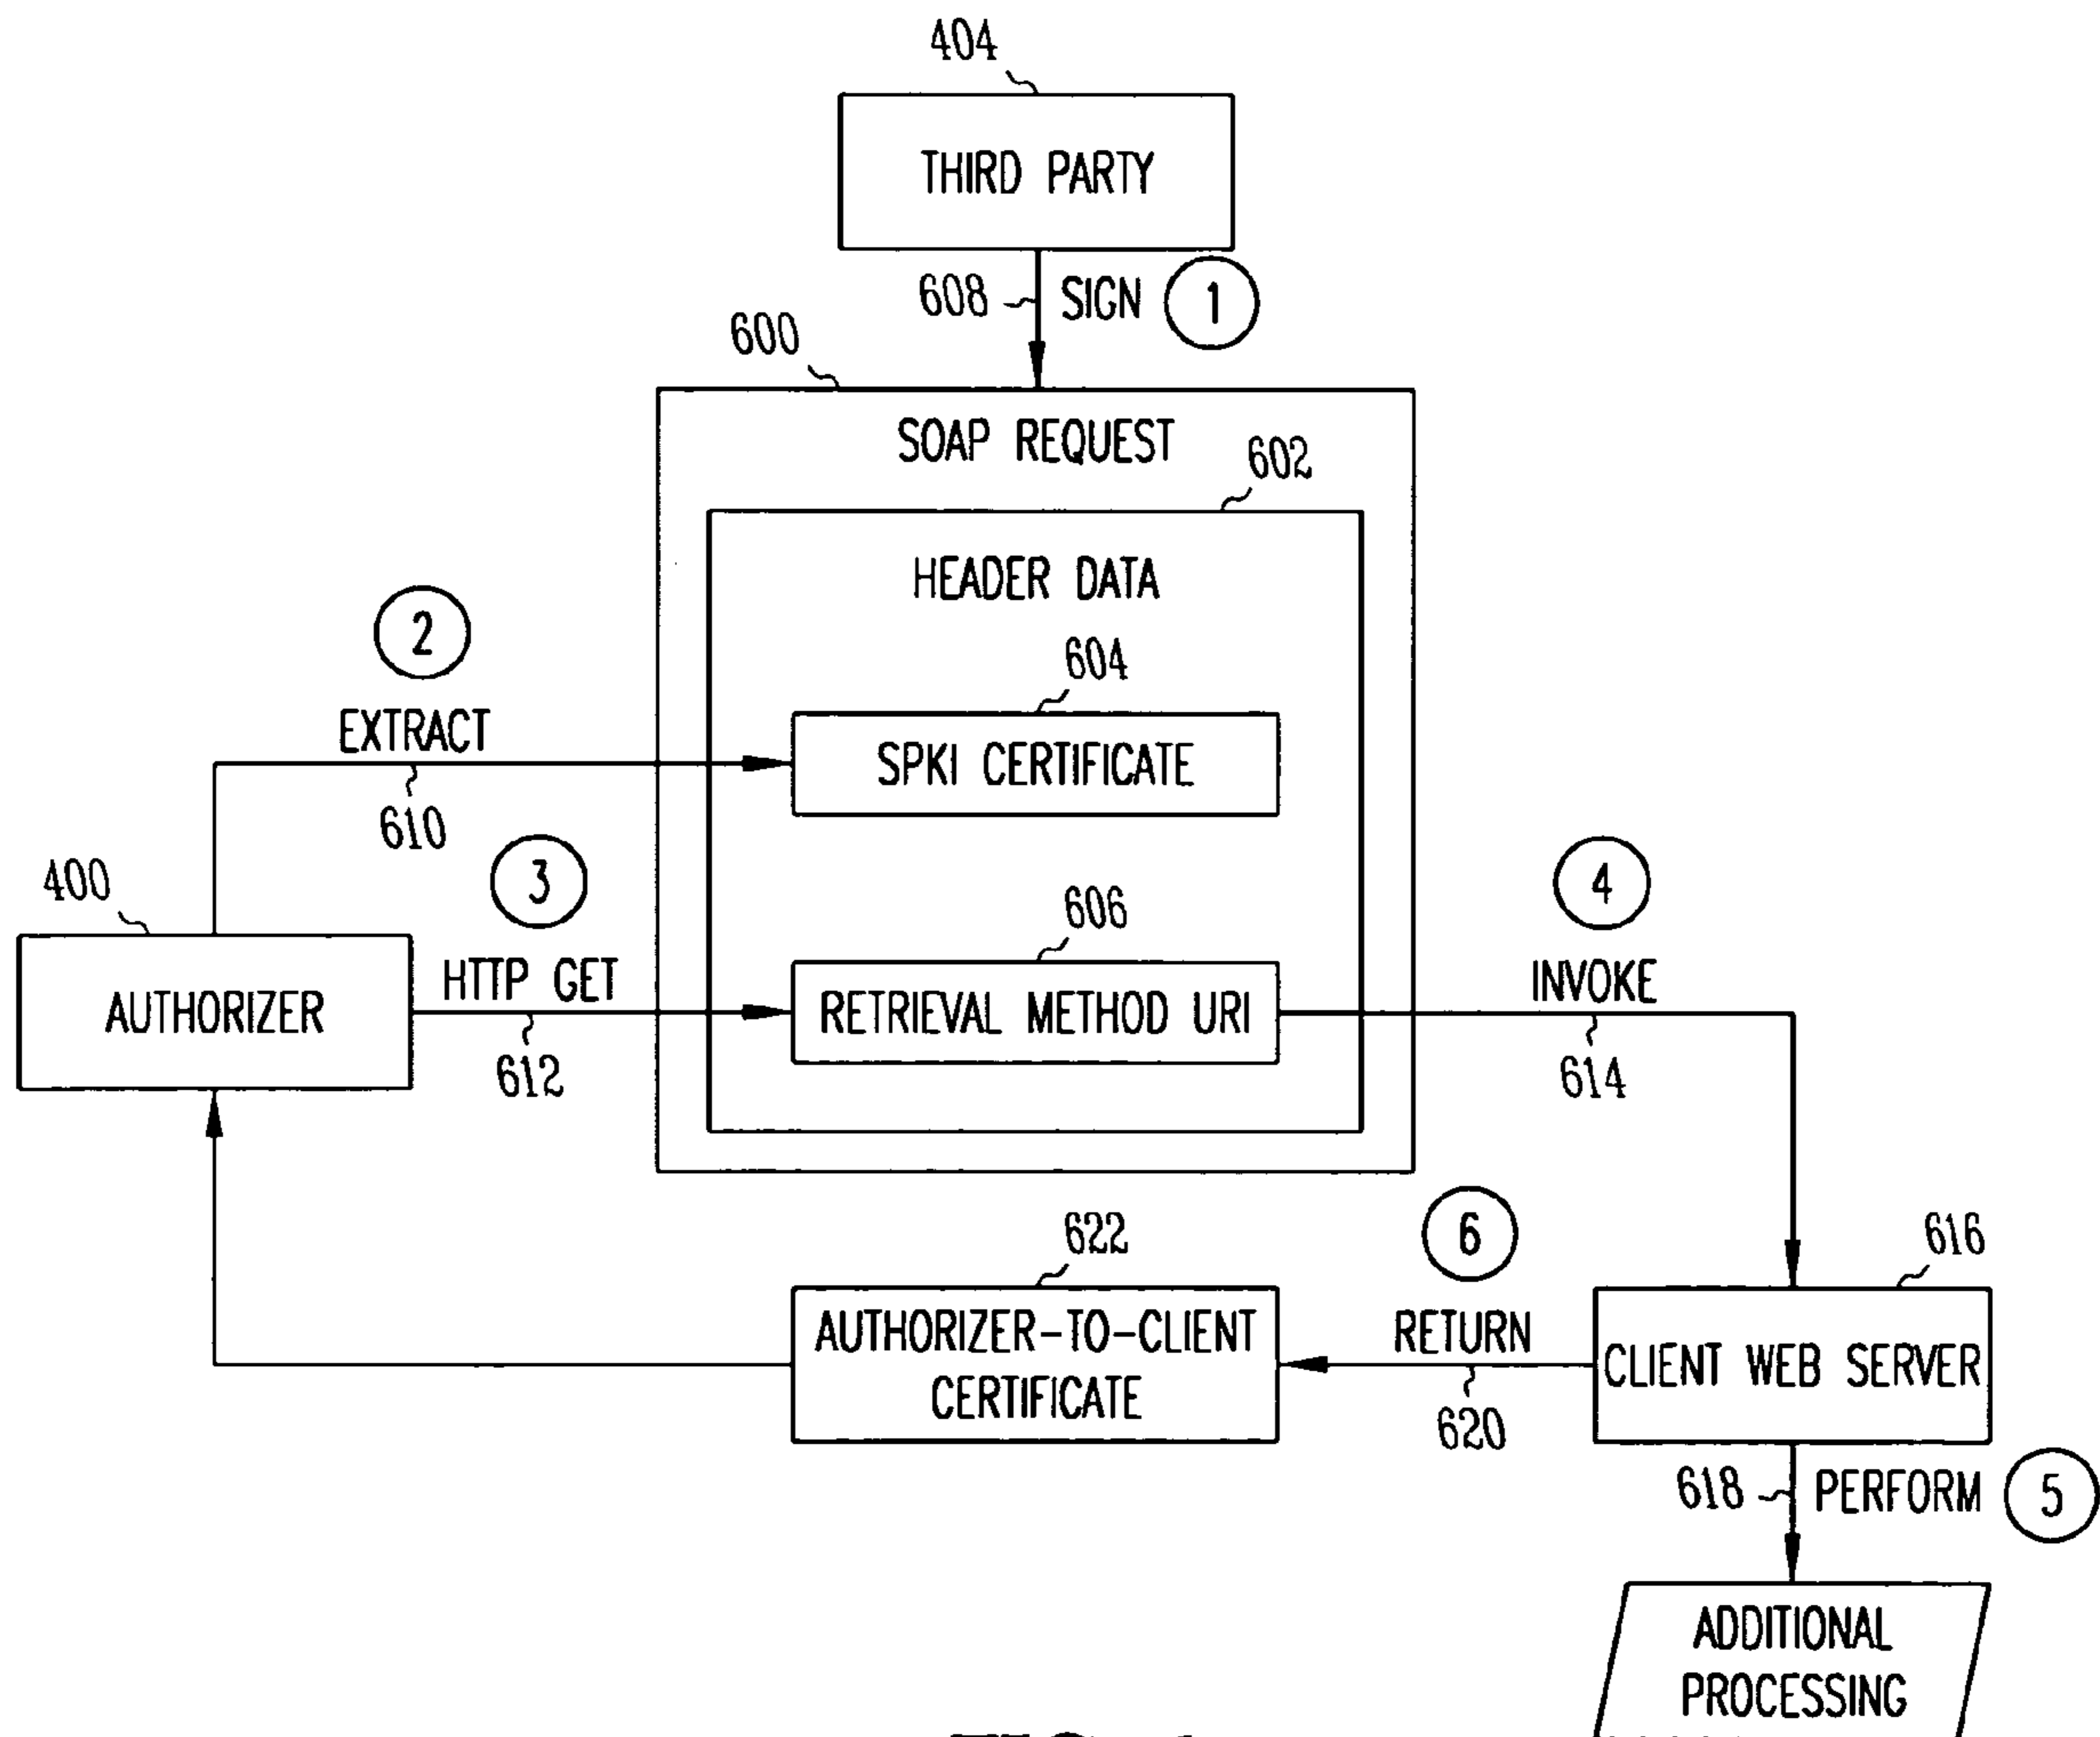 404
THIRD PARTY
608
SIGN
1
600
SOAP REQUEST
602
HEADER DATA
2
604
EXTRACT
SPKI CERTIFICATE
610
400
3
606
4
HTTP GET
INVOKE
AUTHORIZER
RETRIEVAL METHOD URI
612
614
6
622
616
AUTHORIZER-TO-CLIENT
CERTIFICATE
RETURN
CLIENT WEB SERVER
620
618
PERFORM
5
ADDITIONAL
PROCESSING